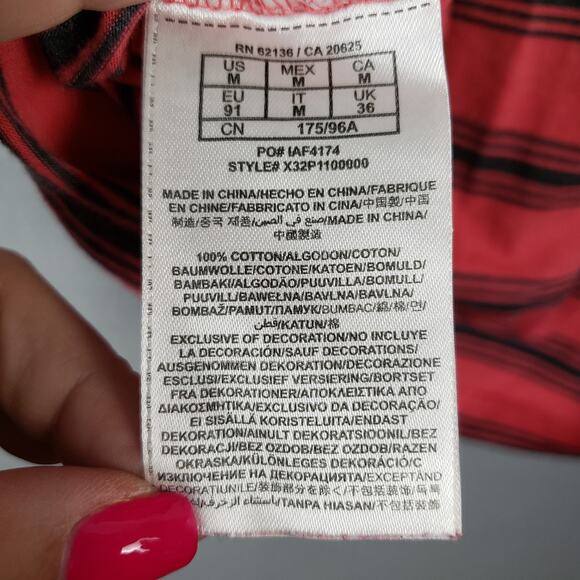 RN 62136 / CA 20625
US M MEX M CA M
EU 91 IT M UK 36
CN 175/96A
PO# IAF4174
STYLE# X32P1100000
MADE IN CHINA/HECHO EN CHINA/FABRIQUE
EN CHINE/FABBRICATO IN CINA/中国製/中国
制造/중국 제품/صنع في الصين/MADE IN CHINA/
中國製造
100% COTTON/ALGODON/COTON/
BAUMWOLLE/COTONE/KATOEN/BOMULD/
BAMBAKI/ALGODÃO/PUUVILLA/BOMULL/
PUUVILL/BAWEŁNA/BAVLNA/BAVLNA/
BOMBAŽ/PAMUT/ПАМУК/BUMBAC/綿/棉/면/
قطن/KATUN/棉
EXCLUSIVE OF DECORATION/NO INCLUYE
LA DECORACIÓN/SAUF DECORATIONS/
AUSGENOMMEN DEKORATION/DECORAZIONE
ESCLUSI/EXCLUSIEF VERSIERING/BORTSET
FRA DEKORATIONER/ΑΠΟΚΛΕΙΣΤΙΚΑ ΑΠΟ
ΔΙΑΚΟΣΜΗΤΙΚΑ/EXCLUSIVO DA DECORAÇÃO/
EI SISÄLLÄ KORISTELUITA/ENDAST
DEKORATION/AINULT DEKORATSIOONIL/BEZ
DEKORACJI/BEZ OZDOB/BEZ OZDOB/RAZEN
OKRASKA/KÜLÖNLEGES DEKORÁCIÓ/С
ИЗКЛЮЧЕНИЕ НА ДЕКОРАЦИЯТА/EXCEPTAND
DECORATIUNILE/装飾部分を除く/不包括装饰/
باستثناء الزخرف/TANPA HIASAN/不包括裝飾